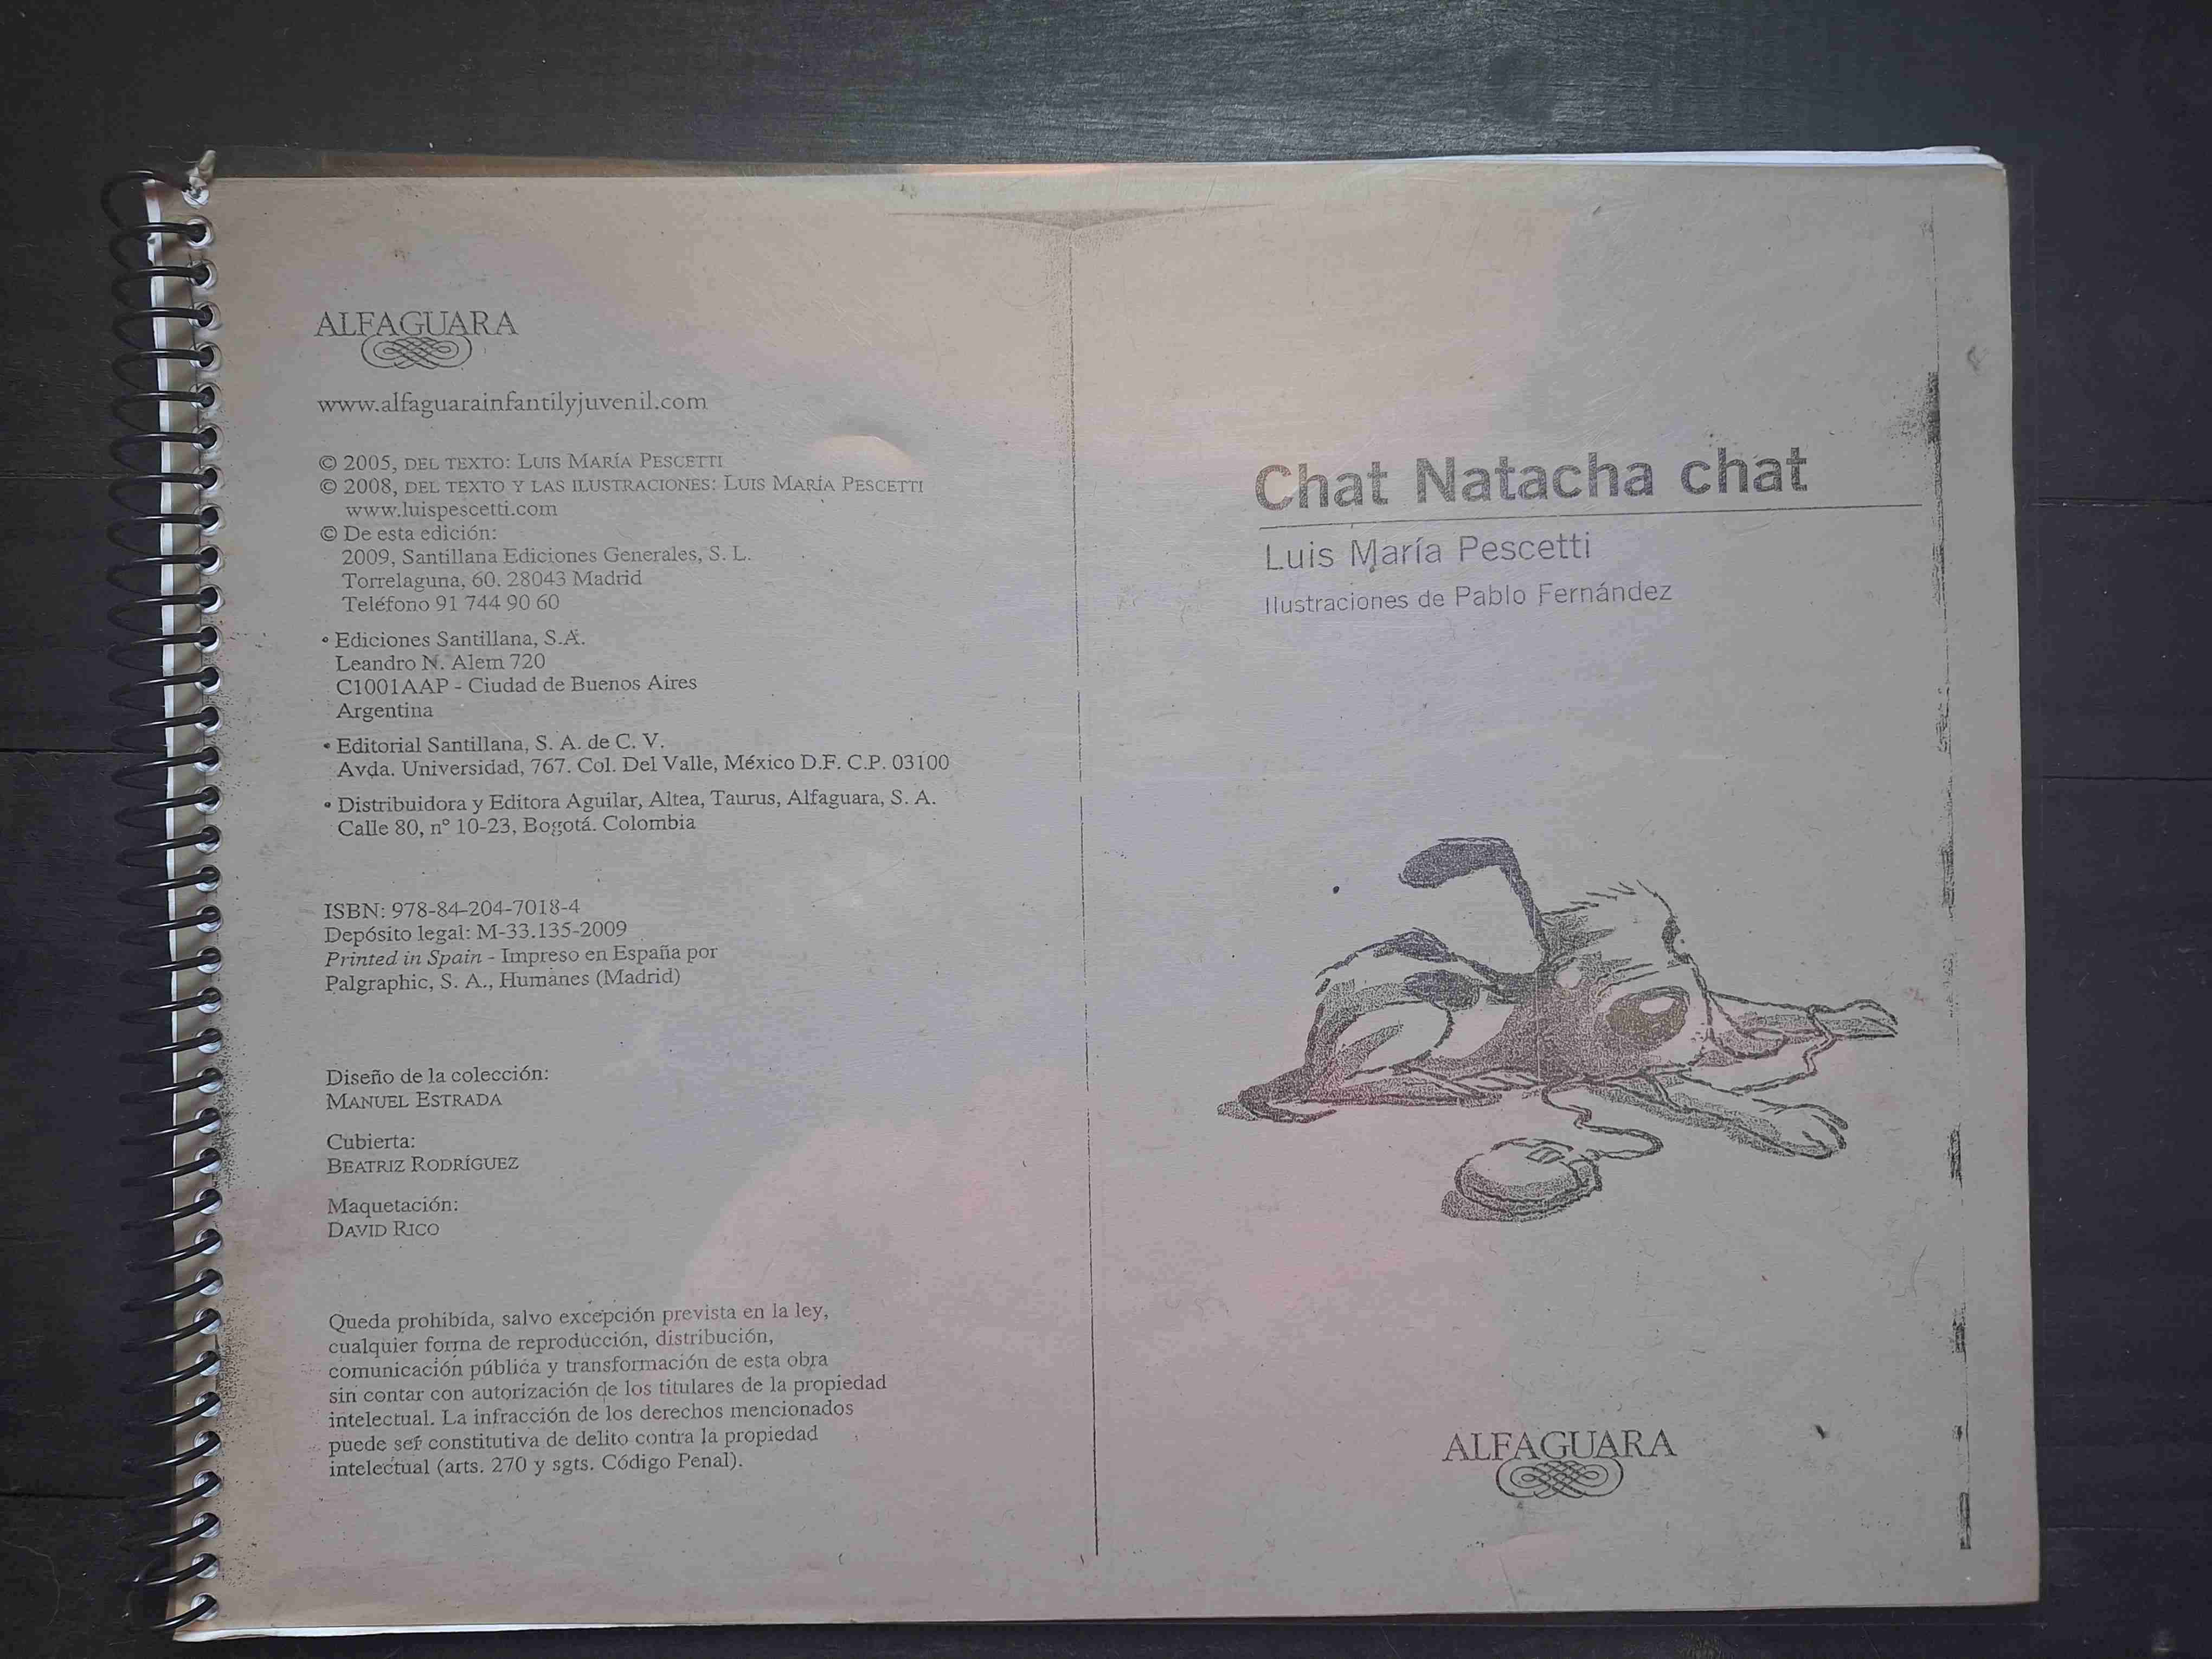 ALFAGUARA
www.alfaguarainfantilyjuvenil.com
© 2005, DEL TEXTO: LUIS MARÍA PESCETTI
© 2008, DEL TEXTO Y LAS ILUSTRACIONES: LUIS MARÍA PESCETTI
www.luispescetti.com
© De esta edición:
2009, Santillana Ediciones Generales, S. L.
Torrelaguna, 60. 28043 Madrid
Teléfono 91 744 90 60
• Ediciones Santillana, S.A.
Leandro N. Alem 720
C1001AAP - Ciudad de Buenos Aires
Argentina
• Editorial Santillana, S. A. de C. V.
Avda. Universidad, 767. Col. Del Valle, México D.F. C.P. 03100
• Distribuidora y Editora Aguilar, Altea, Taurus, Alfaguara, S. A.
Calle 80, nº 10-23, Bogotá. Colombia
ISBN: 978-84-204-7018-4
Depósito legal: M-33.135-2009
Printed in Spain - Impreso en España por
Palgraphic, S. A., Humanes (Madrid)
Diseño de la colección:
MANUEL ESTRADA
Cubierta:
BEATRIZ RODRÍGUEZ
Maquetación:
DAVID RICO
Queda prohibida, salvo excepción prevista en la ley,
cualquier forma de reproducción, distribución,
comunicación pública y transformación de esta obra
sin contar con autorización de los titulares de la propiedad
intelectual. La infracción de los derechos mencionados
puede ser constitutiva de delito contra la propiedad
intelectual (arts. 270 y sgts. Código Penal).
Chat Natacha chat
Luis María Pescetti
Ilustraciones de Pablo Fernández
ALFAGUARA